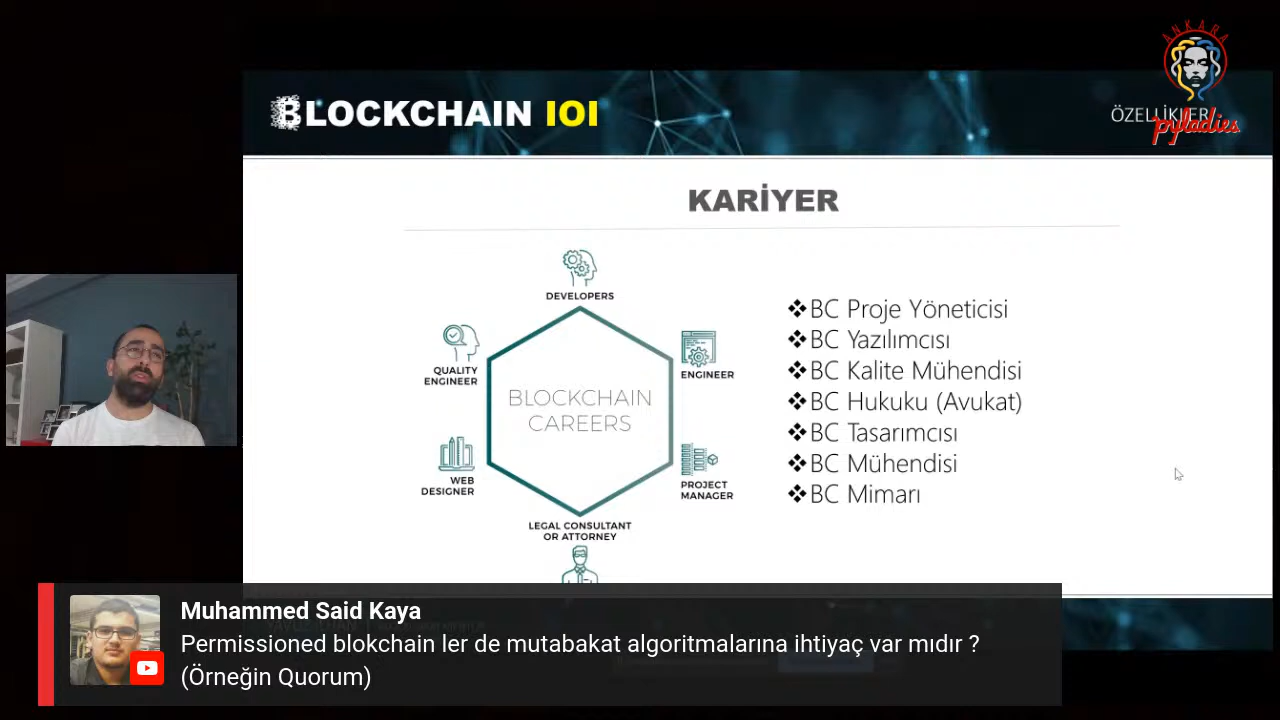 ANKARA
pyladies
BLOCKCHAIN IOI
ÖZELLİKLER
KARİYER
DEVELOPERS
QUALITY
ENGINEER
ENGINEER
BLOCKCHAIN
CAREERS
WEB
DESIGNER
PROJECT
MANAGER
LEGAL CONSULTANT
OR ATTORNEY
❖BC Proje Yöneticisi
❖BC Yazılımcısı
❖BC Kalite Mühendisi
❖BC Hukuku (Avukat)
❖BC Tasarımcısı
❖BC Mühendisi
❖BC Mimarı
Muhammed Said Kaya
Permissioned blokchain ler de mutabakat algoritmalarına ihtiyaç var mıdır ?
(Örneğin Quorum)